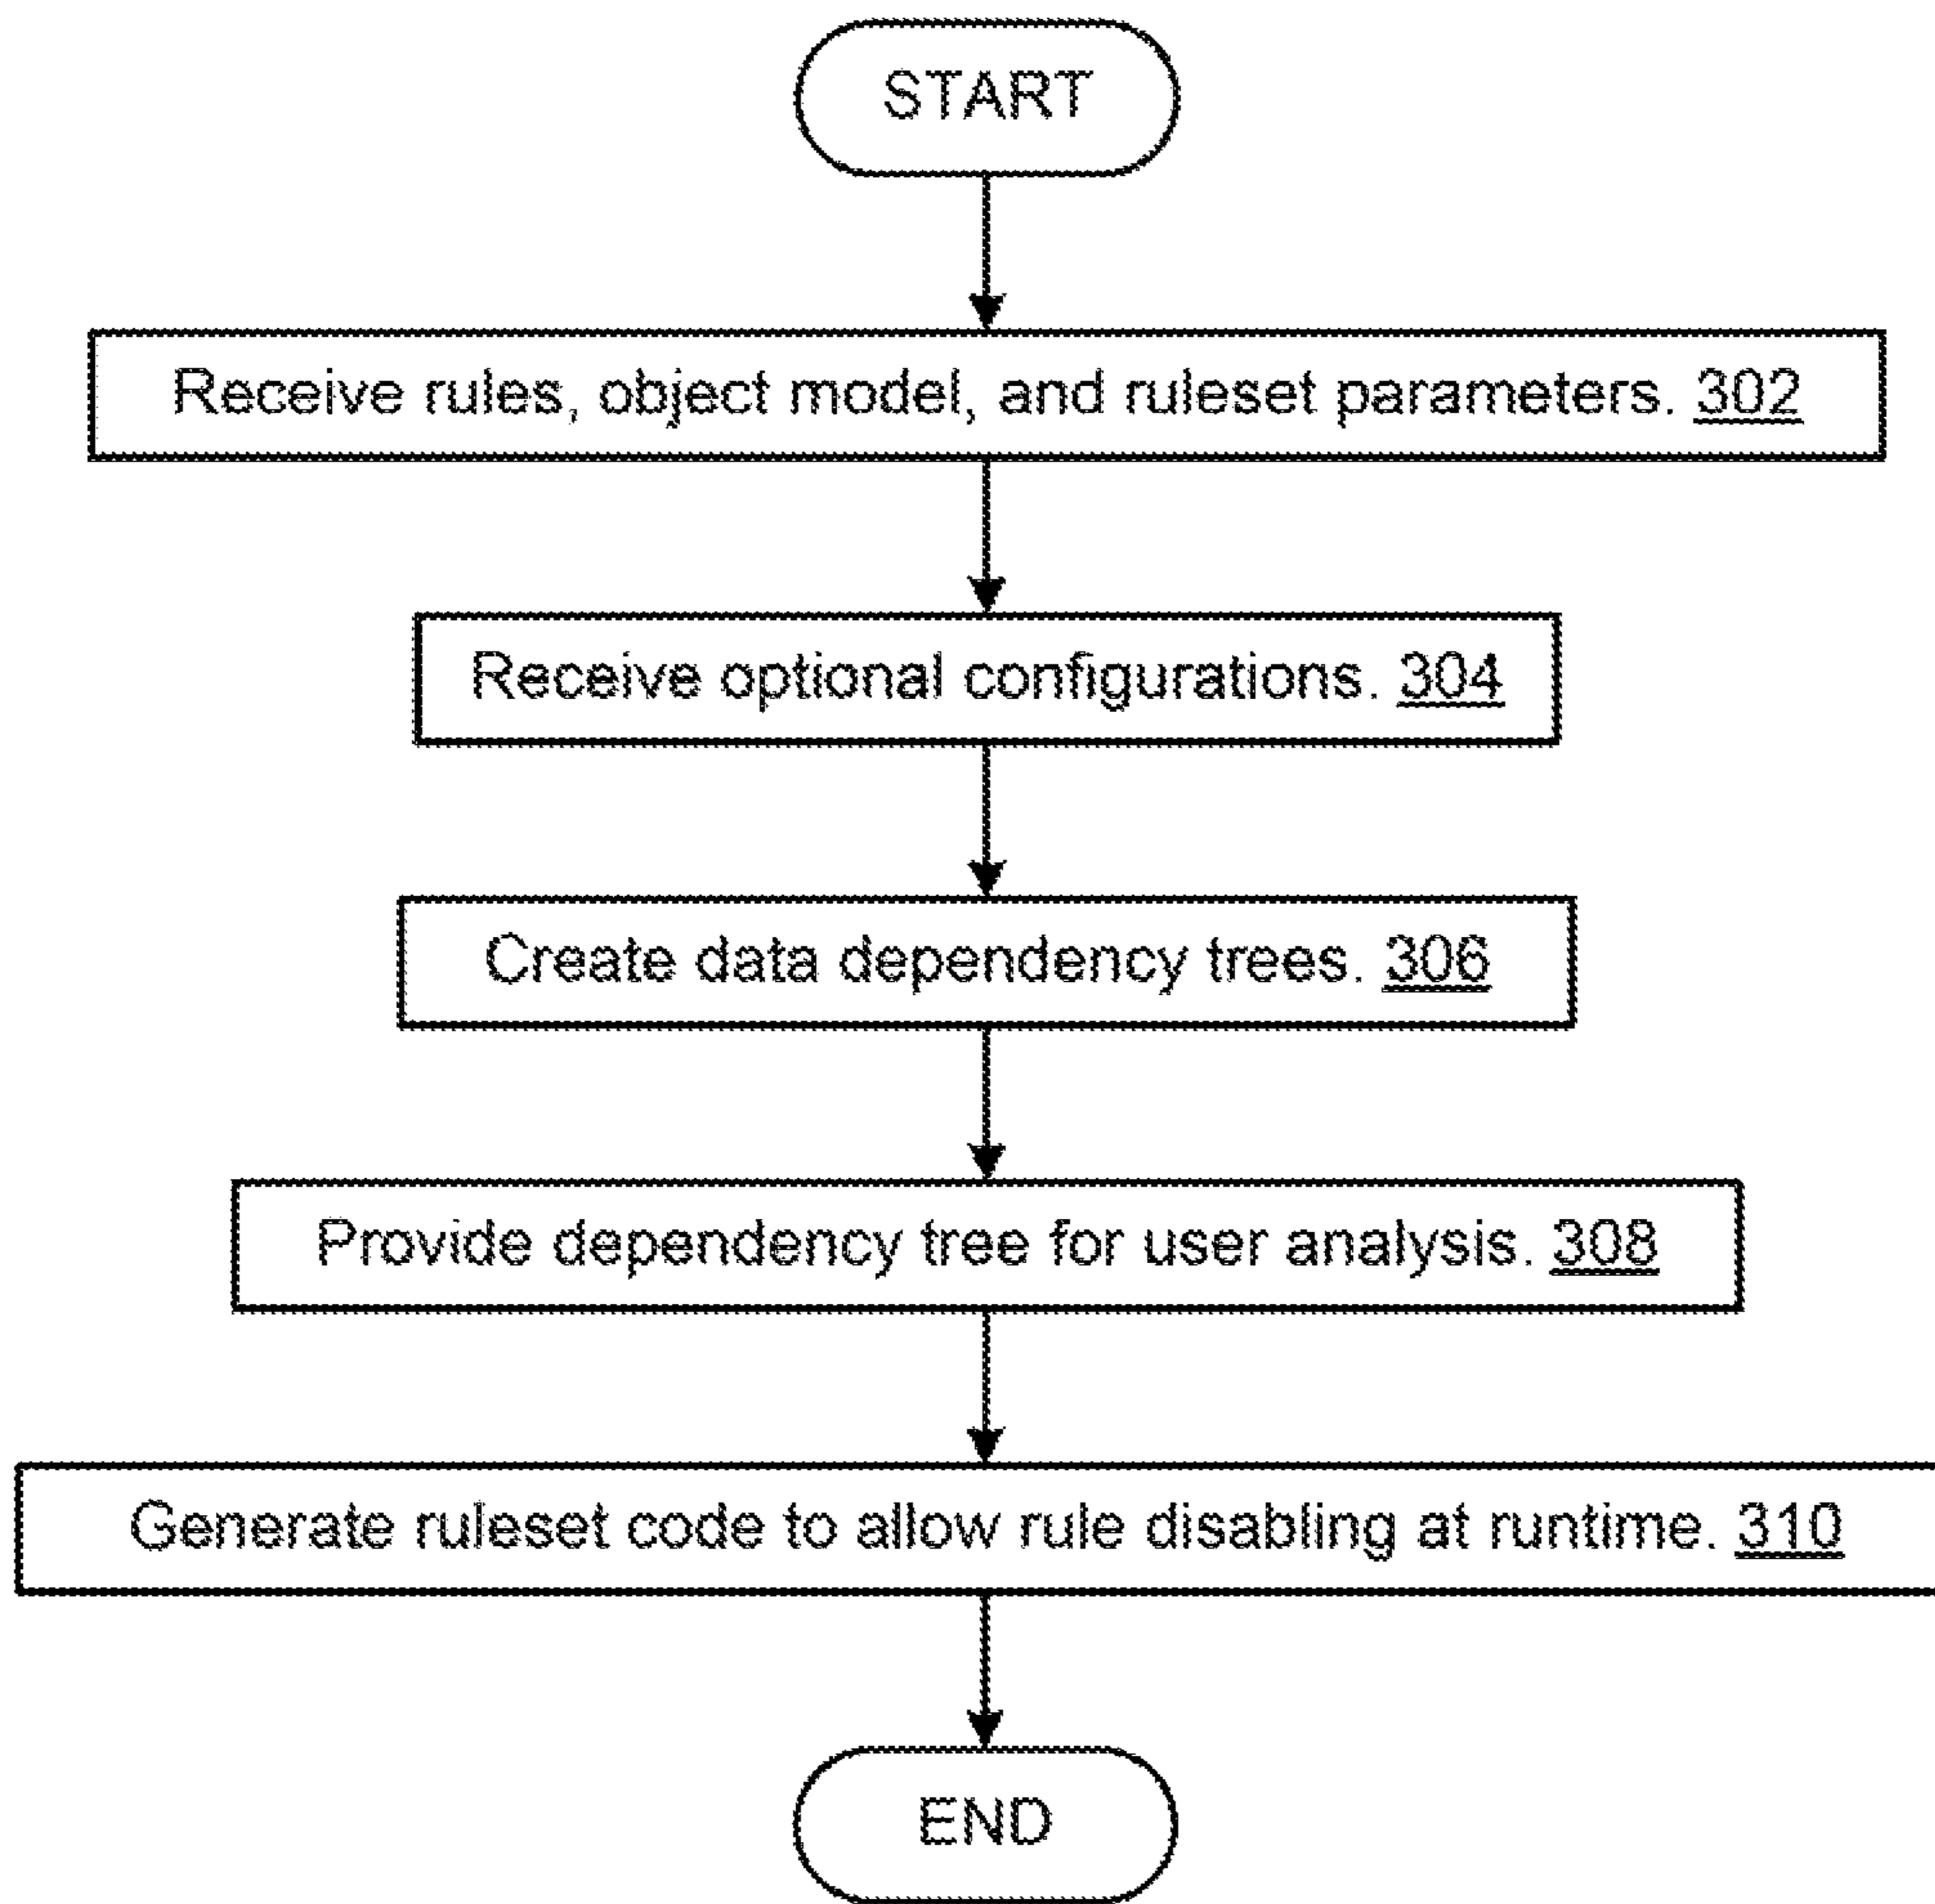 START
Receive rules, object model, and ruleset parameters. 302
Receive optional configurations. 304
Create data dependency trees. 306
Provide dependency tree for user analysis. 308
Generate ruleset code to allow rule disabling at runtime. 310
END